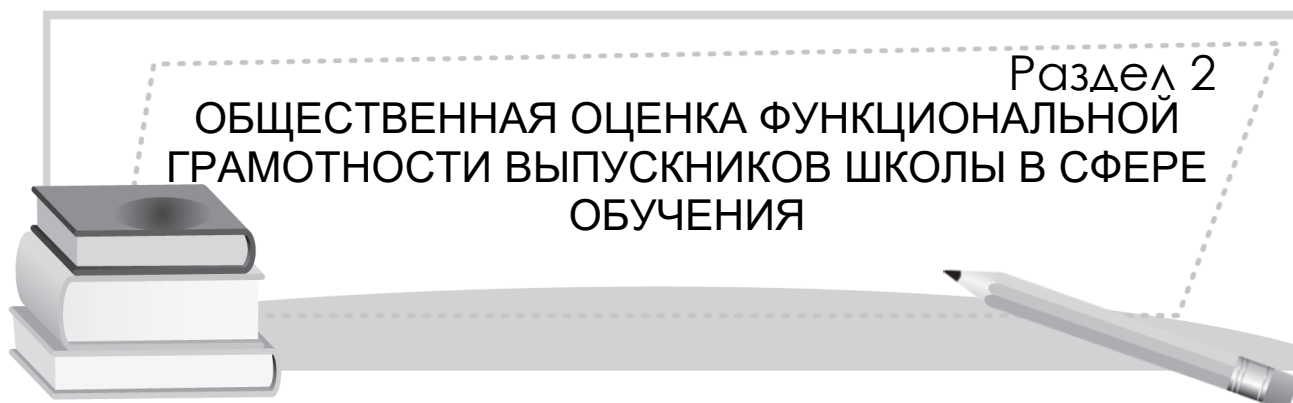 Раздел 2
ОБЩЕСТВЕННАЯ ОЦЕНКА ФУНКЦИОНАЛЬНОЙ
ГРАМОТНОСТИ ВЫПУСКНИКОВ ШКОЛЫ В СФЕРЕ
ОБУЧЕНИЯ